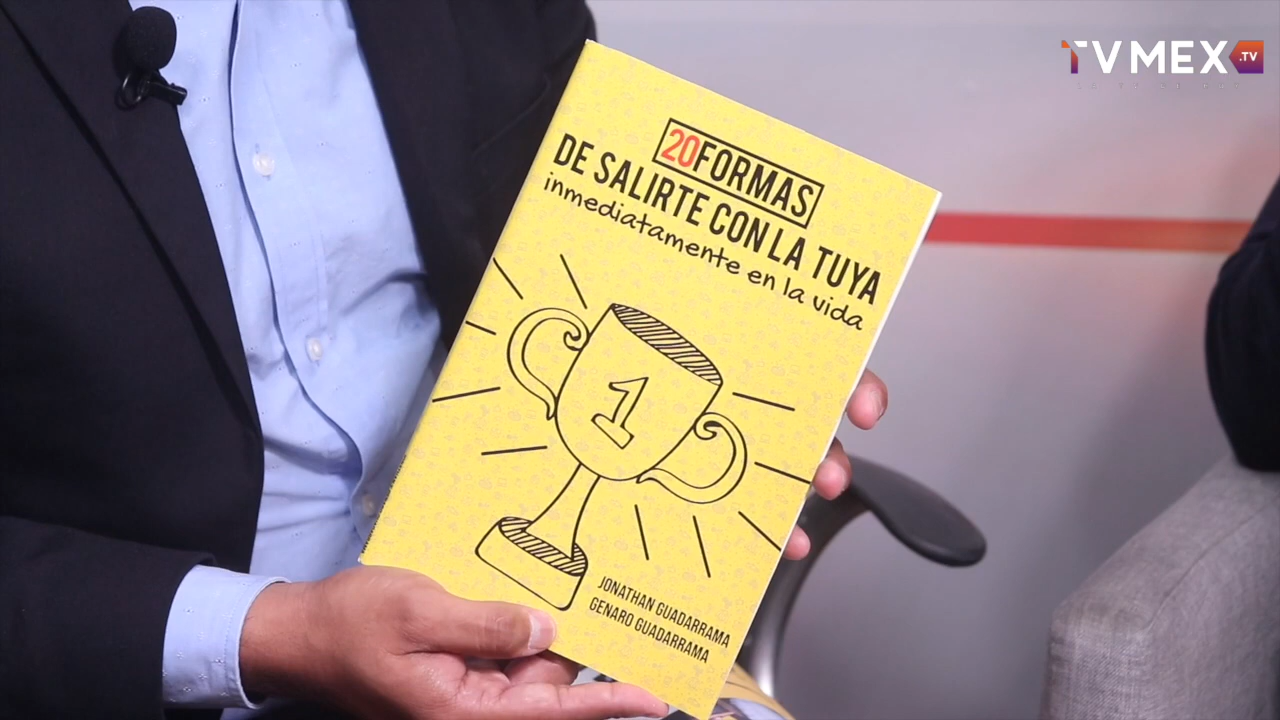 TVMEX.TV
20FORMAS
DE SALIRTE CON LA TUYA
inmediatamente en la vida
1
JONATHAN GUADARRAMA
GENARO GUADARRAMA